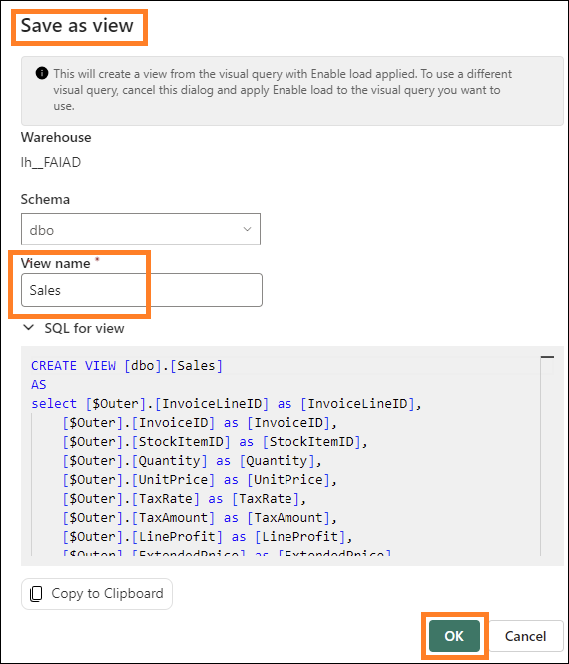 Save as view
This will create a view from the visual query with Enable load applied. To use a different
visual query, cancel this dialog and apply Enable load to the visual query you want to
use.
Warehouse
lh__FAIAD
Schema
dbo
View name *
Sales
SQL for view
CREATE VIEW [dbo].[Sales]
AS
select [$Outer].[InvoiceLineID] as [InvoiceLineID],
[$Outer].[InvoiceID] as [InvoiceID],
[$Outer].[StockItemID] as [StockItemID],
[$Outer].[Quantity] as [Quantity],
[$Outer].[UnitPrice] as [UnitPrice],
[$Outer].[TaxRate] as [TaxRate],
[$Outer].[TaxAmount] as [TaxAmount],
[$Outer].[LineProfit] as [LineProfit],
[$Outer].[ExtendedPrice] as [ExtendedPrice]
Copy to Clipboard
OK
Cancel